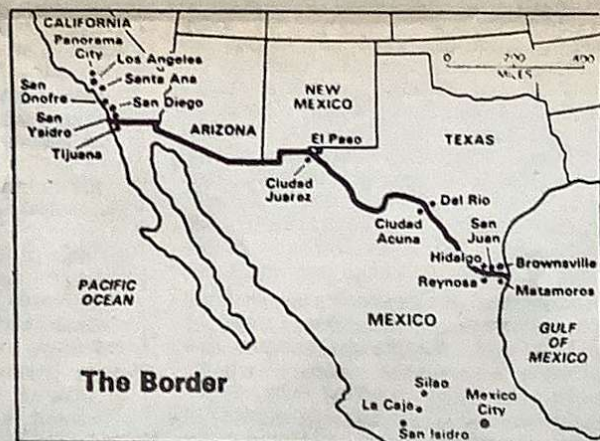 CALIFORNIA
Panorama
City
Los Angeles
Santa Ana
San
Onofre
San Diego
San
Ysidro
Tijuana
ARIZONA
NEW
MEXICO
El Paso
Ciudad
Juarez
TEXAS
0 200 400
MILES
Del Rio
Ciudad
Acuna
San
Juan
Hidalgo
Brownsville
Reynosa
Matamoros
PACIFIC
OCEAN
MEXICO
GULF
OF
MEXICO
The Border
Silao
La Caja
Mexico
City
San Isidro